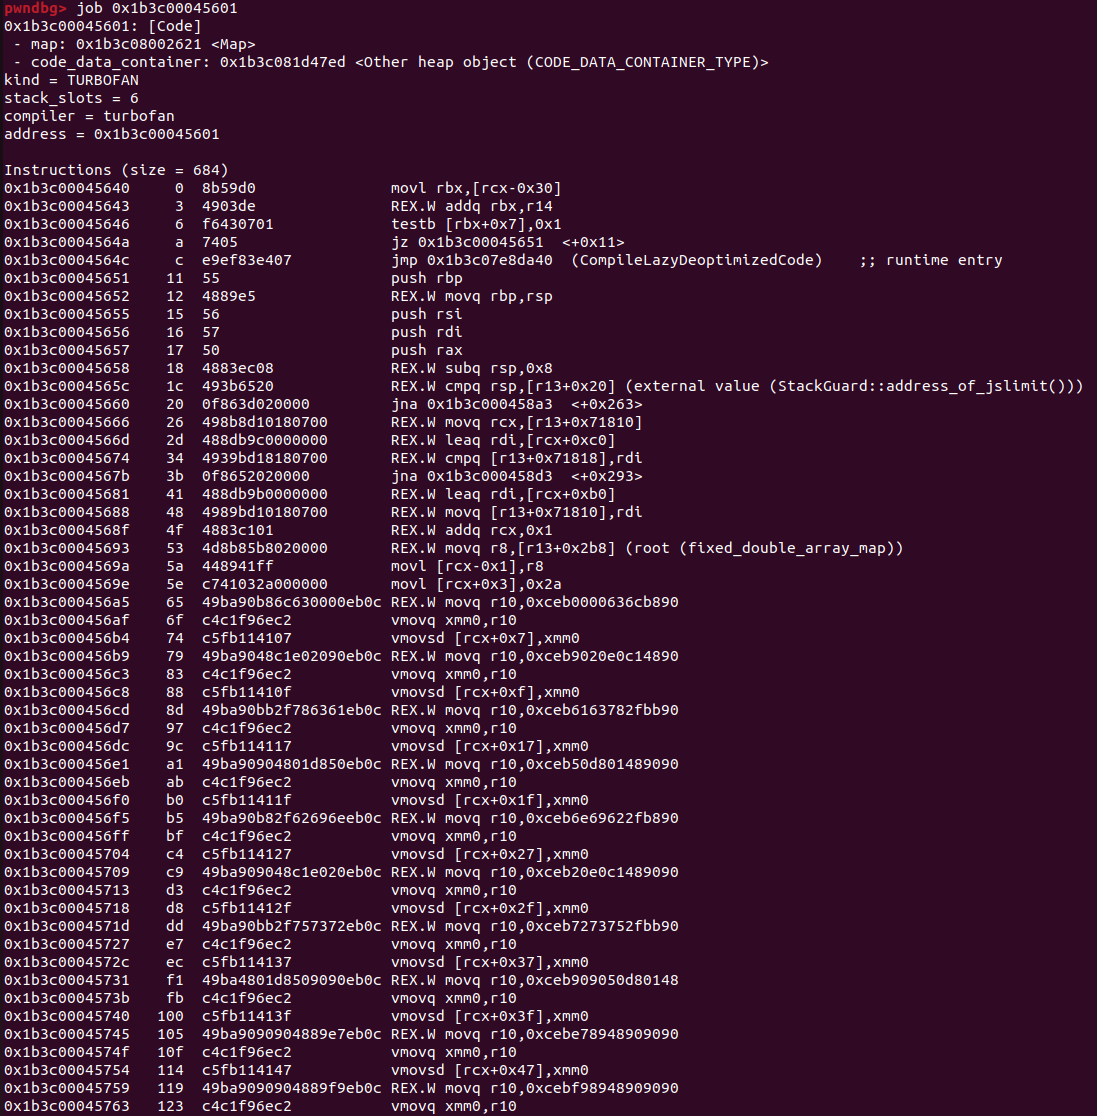 pwndbg> job 0x1b3c00045601
0x1b3c00045601: [Code]
 - map: 0x1b3c08002621 <Map>
 - code_data_container: 0x1b3c081d47ed <Other heap object (CODE_DATA_CONTAINER_TYPE)>
kind = TURBOFAN
stack_slots = 6
compiler = turbofan
address = 0x1b3c00045601

Instructions (size = 684)
0x1b3c00045640     0  8b59d0               movl rbx,[rcx-0x30]
0x1b3c00045643     3  4903de               REX.W addq rbx,r14
0x1b3c00045646     6  f6430701             testb [rbx+0x7],0x1
0x1b3c0004564a     a  7405                 jz 0x1b3c00045651  <+0x11>
0x1b3c0004564c     c  e9ef83e407           jmp 0x1b3c07e8da40  (CompileLazyDeoptimizedCode)    ;; runtime entry
0x1b3c00045651    11  55                   push rbp
0x1b3c00045652    12  4889e5               REX.W movq rbp,rsp
0x1b3c00045655    15  56                   push rsi
0x1b3c00045656    16  57                   push rdi
0x1b3c00045657    17  50                   push rax
0x1b3c00045658    18  4883ec08             REX.W subq rsp,0x8
0x1b3c0004565c    1c  493b6520             REX.W cmpq rsp,[r13+0x20] (external value (StackGuard::address_of_jslimit()))
0x1b3c00045660    20  0f863d020000         jna 0x1b3c000458a3  <+0x263>
0x1b3c00045666    26  498b8d10180700       REX.W movq rcx,[r13+0x71810]
0x1b3c0004566d    2d  488db9c0000000       REX.W leaq rdi,[rcx+0xc0]
0x1b3c00045674    34  4939bd18180700       REX.W cmpq [r13+0x71818],rdi
0x1b3c0004567b    3b  0f8652020000         jna 0x1b3c000458d3  <+0x293>
0x1b3c00045681    41  488db9b0000000       REX.W leaq rdi,[rcx+0xb0]
0x1b3c00045688    48  4989bd10180700       REX.W movq [r13+0x71810],rdi
0x1b3c0004568f    4f  4883c101             REX.W addq rcx,0x1
0x1b3c00045693    53  4d8b85b8020000       REX.W movq r8,[r13+0x2b8] (root (fixed_double_array_map))
0x1b3c0004569a    5a  448941ff             movl [rcx-0x1],r8
0x1b3c0004569e    5e  c741032a000000       movl [rcx+0x3],0x2a
0x1b3c000456a5    65  49ba90b86c630000eb0c REX.W movq r10,0xceb0000636cb890
0x1b3c000456af    6f  c4c1f96ec2           vmovq xmm0,r10
0x1b3c000456b4    74  c5fb114107           vmovsd [rcx+0x7],xmm0
0x1b3c000456b9    79  49ba9048c1e02090eb0c REX.W movq r10,0xceb9020e0c14890
0x1b3c000456c3    83  c4c1f96ec2           vmovq xmm0,r10
0x1b3c000456c8    88  c5fb11410f           vmovsd [rcx+0xf],xmm0
0x1b3c000456cd    8d  49ba90bb2f786361eb0c REX.W movq r10,0xceb6163782fbb90
0x1b3c000456d7    97  c4c1f96ec2           vmovq xmm0,r10
0x1b3c000456dc    9c  c5fb114117           vmovsd [rcx+0x17],xmm0
0x1b3c000456e1    a1  49ba90904801d850eb0c REX.W movq r10,0xceb50d801489090
0x1b3c000456eb    ab  c4c1f96ec2           vmovq xmm0,r10
0x1b3c000456f0    b0  c5fb11411f           vmovsd [rcx+0x1f],xmm0
0x1b3c000456f5    b5  49ba90b82f62696eeb0c REX.W movq r10,0xceb6e69622fb890
0x1b3c000456ff    bf  c4c1f96ec2           vmovq xmm0,r10
0x1b3c00045704    c4  c5fb114127           vmovsd [rcx+0x27],xmm0
0x1b3c00045709    c9  49ba909048c1e020eb0c REX.W movq r10,0xceb20e0c1489090
0x1b3c00045713    d3  c4c1f96ec2           vmovq xmm0,r10
0x1b3c00045718    d8  c5fb11412f           vmovsd [rcx+0x2f],xmm0
0x1b3c0004571d    dd  49ba90bb2f757372eb0c REX.W movq r10,0xceb7273752fbb90
0x1b3c00045727    e7  c4c1f96ec2           vmovq xmm0,r10
0x1b3c0004572c    ec  c5fb114137           vmovsd [rcx+0x37],xmm0
0x1b3c00045731    f1  49ba4801d8509090eb0c REX.W movq r10,0xceb909050d80148
0x1b3c0004573b    fb  c4c1f96ec2           vmovq xmm0,r10
0x1b3c00045740   100  c5fb11413f           vmovsd [rcx+0x3f],xmm0
0x1b3c00045745   105  49ba9090904889e7eb0c REX.W movq r10,0xcebe78948909090
0x1b3c0004574f   10f  c4c1f96ec2           vmovq xmm0,r10
0x1b3c00045754   114  c5fb114147           vmovsd [rcx+0x47],xmm0
0x1b3c00045759   119  49ba9090904889f9eb0c REX.W movq r10,0xcebf98948909090
0x1b3c00045763   123  c4c1f96ec2           vmovq xmm0,r10